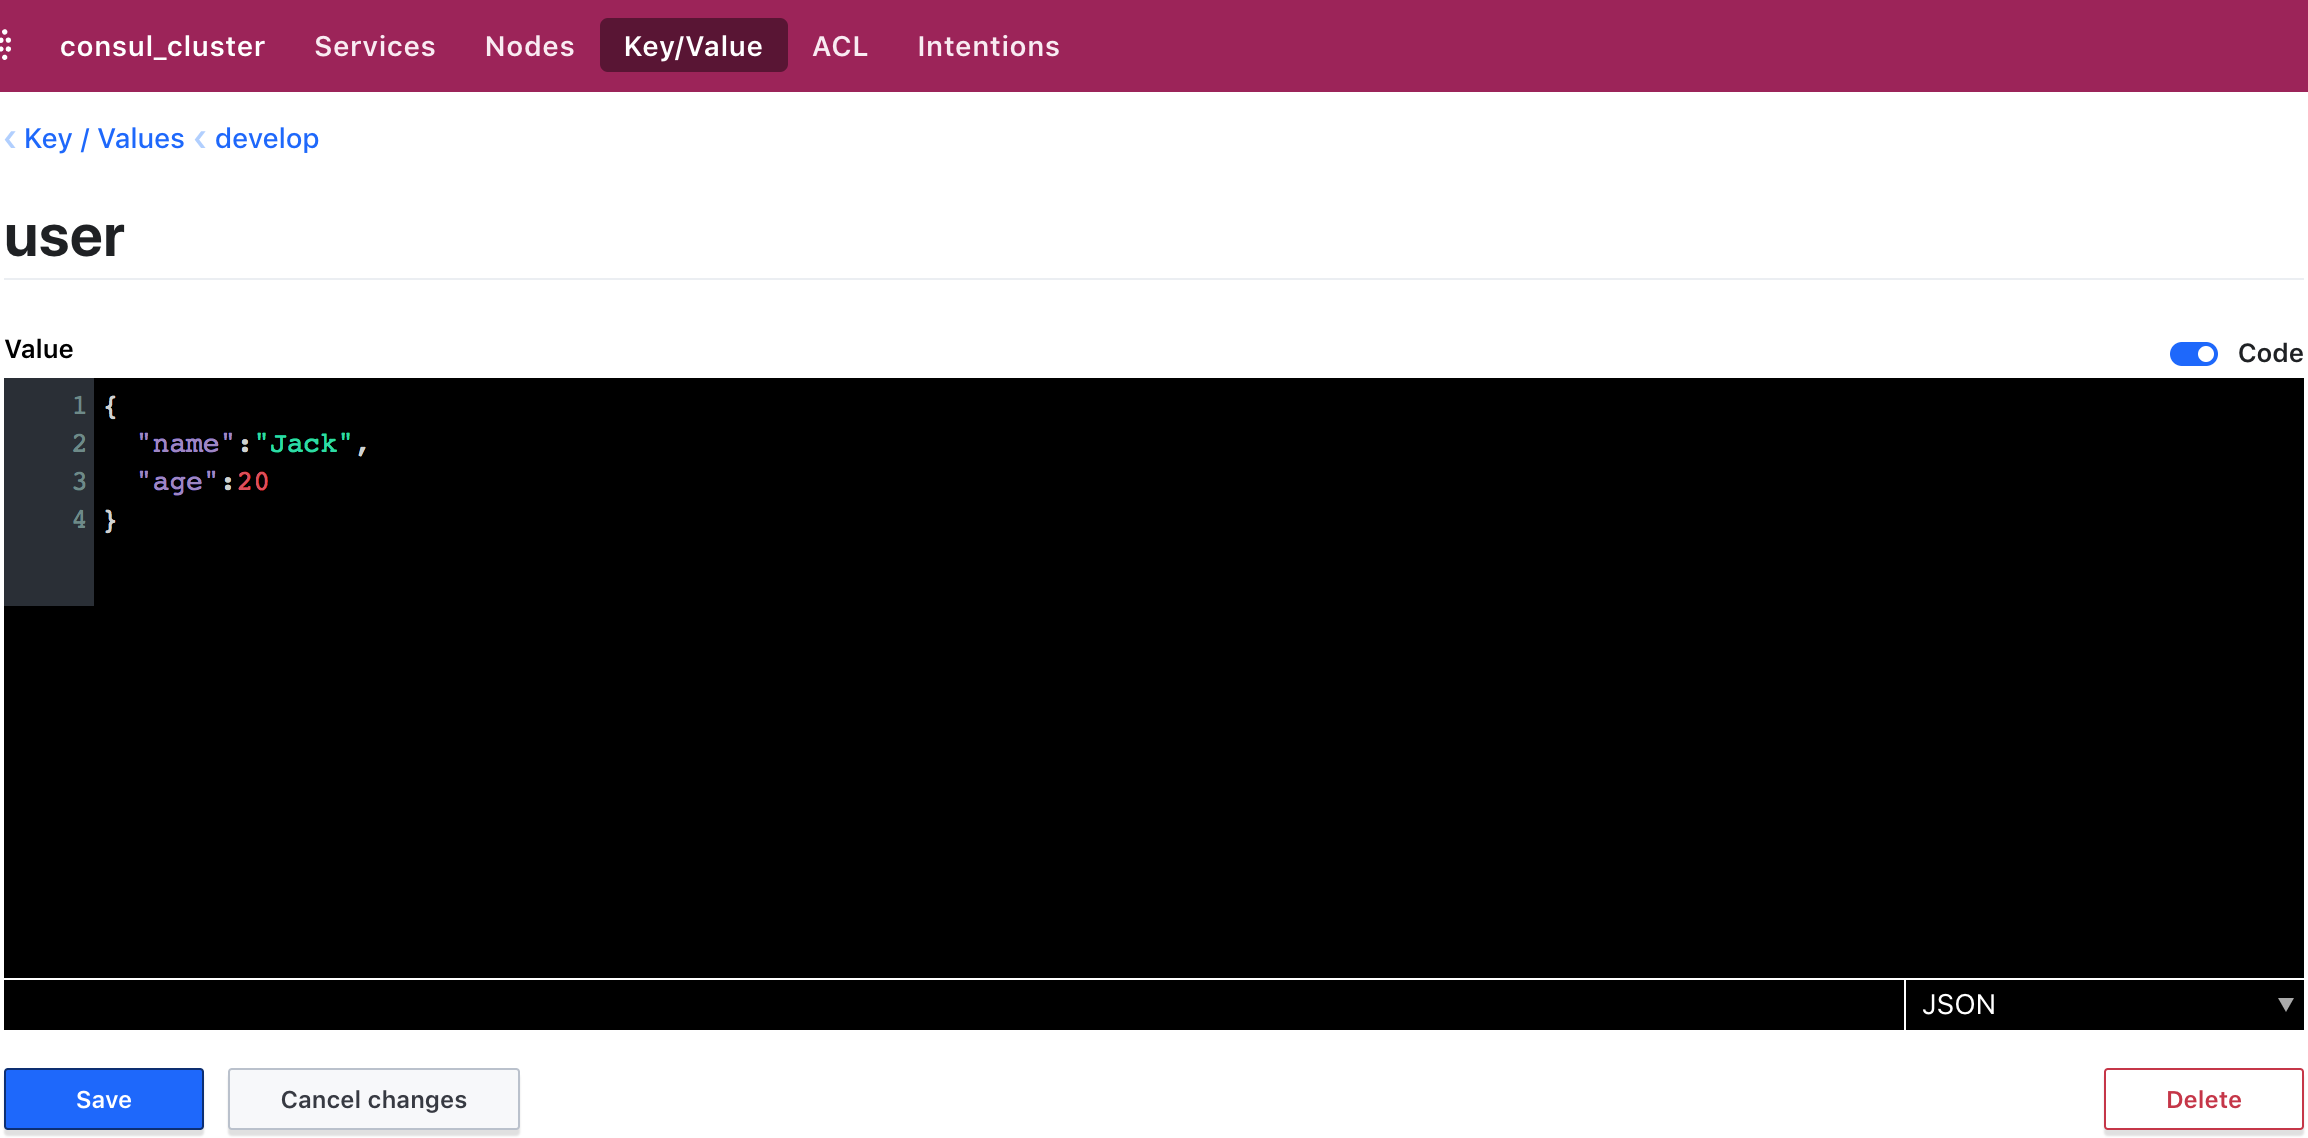 consul_cluster Services Nodes Key/Value ACL Intentions
‹ Key / Values ‹ develop
user
Value Code
1 {
2   "name":"Jack",
3   "age":20
4 }
JSON
Save Cancel changes Delete